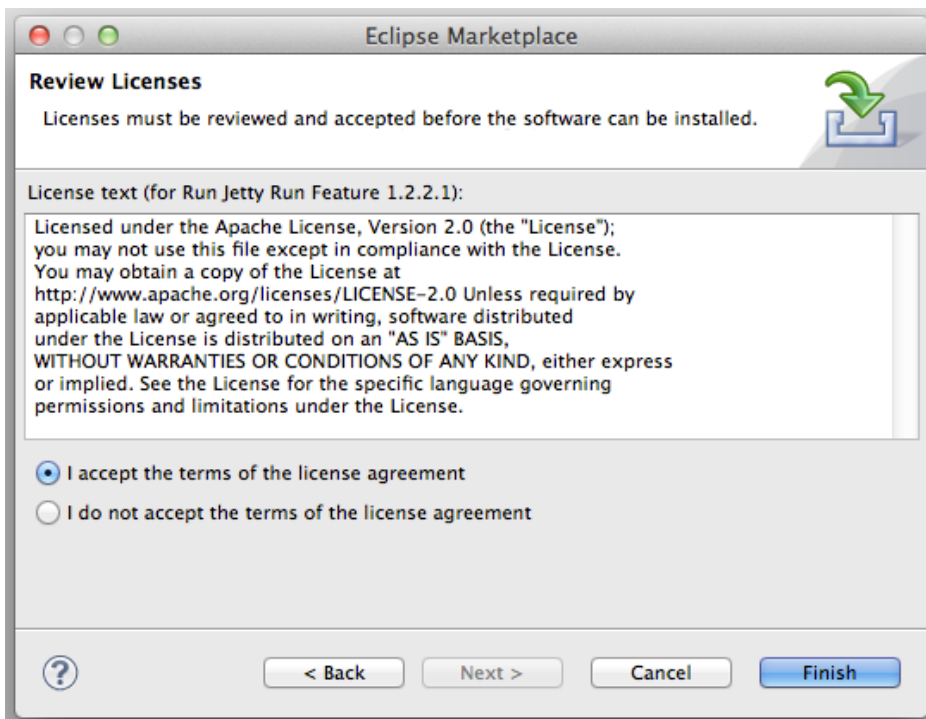 Eclipse Marketplace
Review Licenses
Licenses must be reviewed and accepted before the software can be installed.
License text (for Run Jetty Run Feature 1.2.2.1):
Licensed under the Apache License, Version 2.0 (the "License");
you may not use this file except in compliance with the License.
You may obtain a copy of the License at
http://www.apache.org/licenses/LICENSE-2.0 Unless required by
applicable law or agreed to in writing, software distributed
under the License is distributed on an "AS IS" BASIS,
WITHOUT WARRANTIES OR CONDITIONS OF ANY KIND, either express
or implied. See the License for the specific language governing
permissions and limitations under the License.
I accept the terms of the license agreement
I do not accept the terms of the license agreement
? < Back Next > Cancel Finish